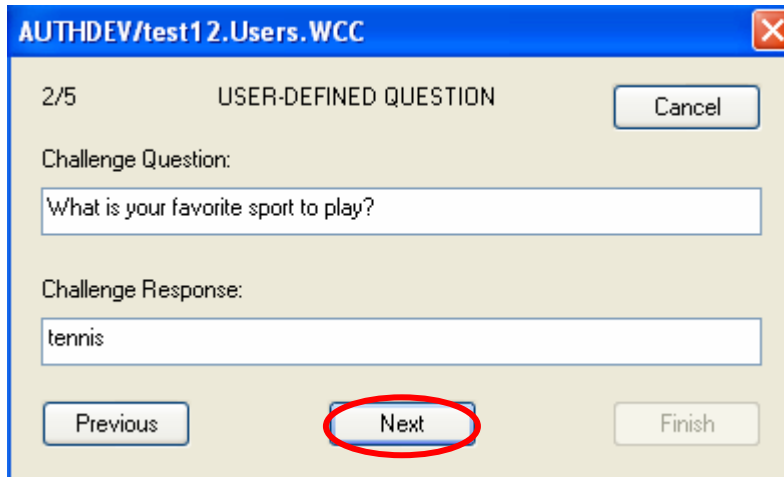 AUTHDEV/test12.Users.WCC
2/5 USER-DEFINED QUESTION Cancel
Challenge Question:
What is your favorite sport to play?
Challenge Response:
tennis
Previous Next Finish